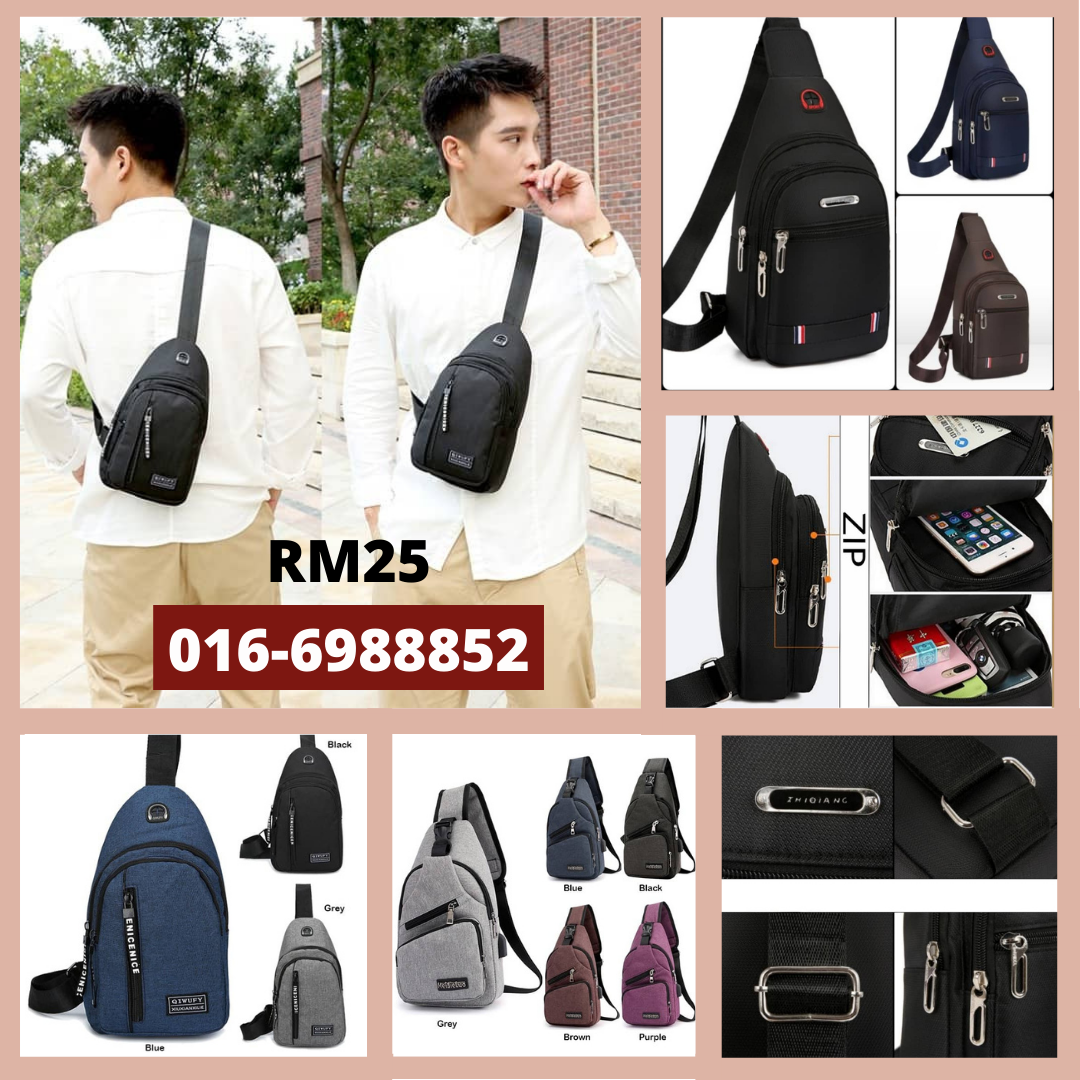 RM25
016-6988852
ZIP
Black
ENICENICE
QIWUFY
Grey
Blue
Blue
Black
Grey
Brown
Purple
ZHIQIANG